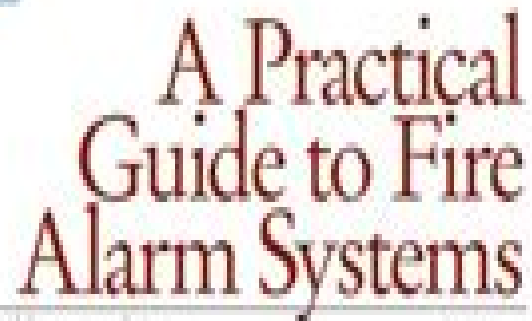 A Practical
Guide to Fire
Alarm Systems